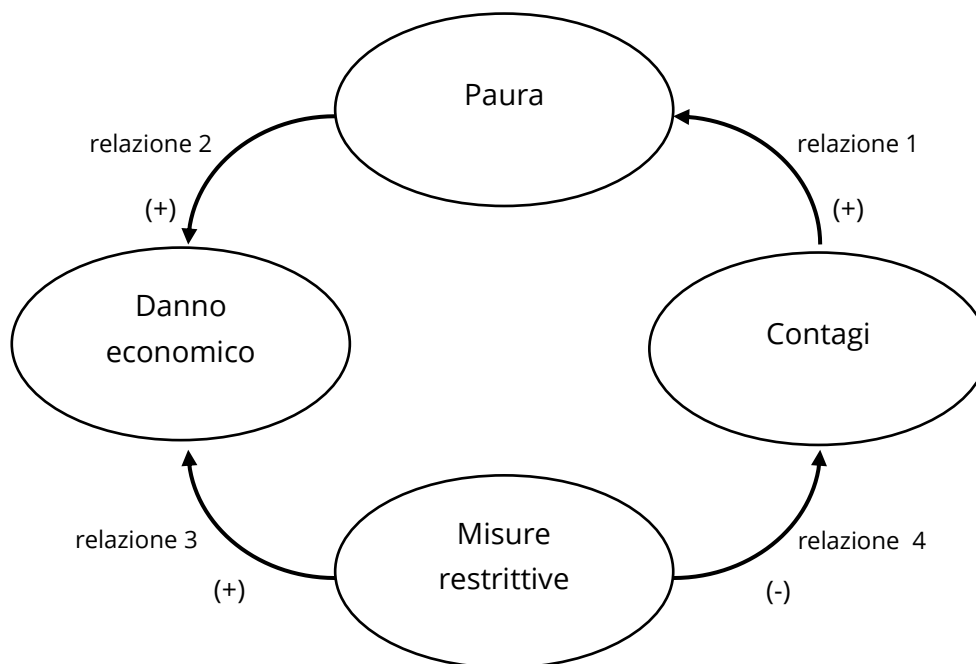 Paura
relazione 2
relazione 1
(+)
(+)
Danno
economico
Contagi
Misure
restrittive
relazione 3
relazione 4
(+)
(-)